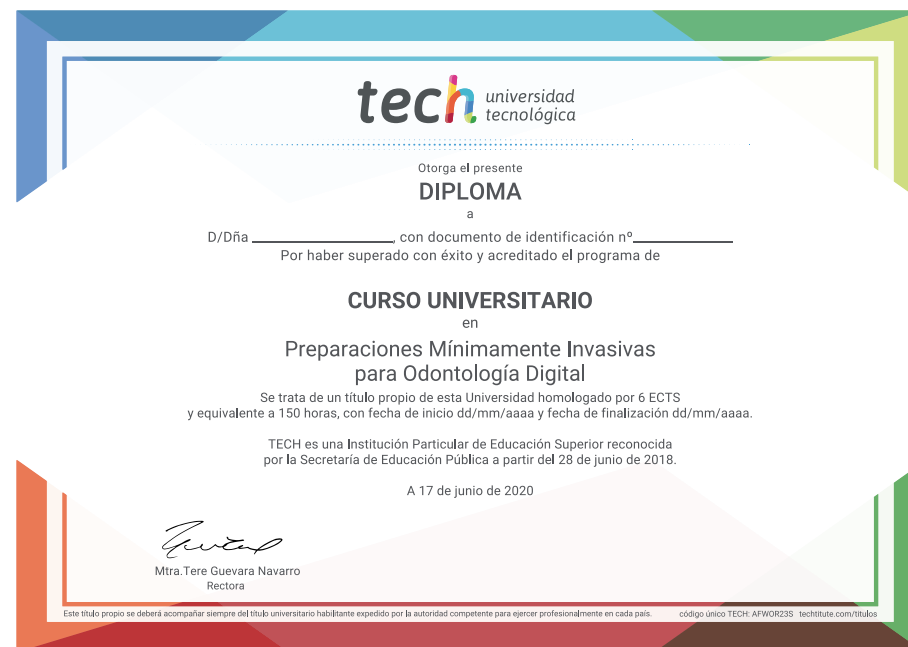 tech universidad
tecnológica
Otorga el presente
DIPLOMA
a
D/Dña ____________________, con documento de identificación nº______________
Por haber superado con éxito y acreditado el programa de
CURSO UNIVERSITARIO
en
Preparaciones Mínimamente Invasivas
para Odontología Digital
Se trata de un título propio de esta Universidad homologado por 6 ECTS
y equivalente a 150 horas, con fecha de inicio dd/mm/aaaa y fecha de finalización dd/mm/aaaa.
TECH es una Institución Particular de Educación Superior reconocida
por la Secretaría de Educación Pública a partir del 28 de junio de 2018.
A 17 de junio de 2020
Mtra.Tere Guevara Navarro
Rectora
Este título propio se deberá acompañar siempre del título universitario habilitante expedido por la autoridad competente para ejercer profesionalmente en cada país. código único TECH: AFWOR23S techtitute.com/titulos